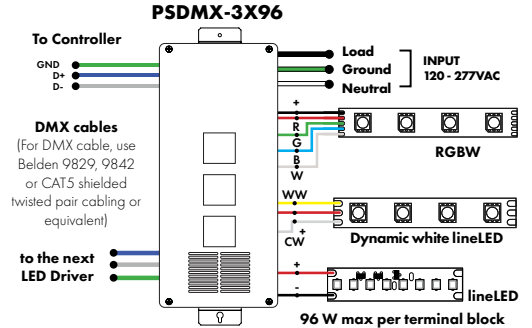 PSDMX-3X96
To Controller
GND
D+
D-
Load
Ground
Neutral
INPUT
120 - 277VAC
DMX cables
(For DMX cable, use
Belden 9829, 9842
or CAT5 shielded
twisted pair cabling or
equivalent)
to the next
LED Driver
+
R
G
B
W
RGBW
WW
+
CW
Dynamic white lineLED
+
-
lineLED
96 W max per terminal block